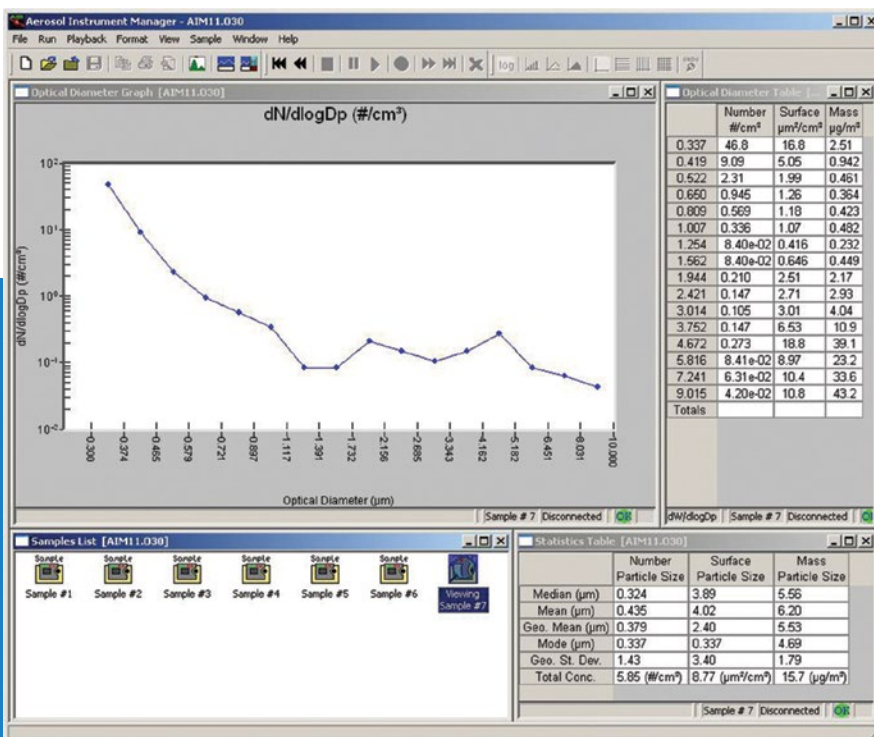 Aerosol Instrument Manager - AIM11.030
File Run Playback Format View Sample Window Help
log
Optical Diameter Graph [AIM11.030]
dN/dlogDp (#/cm³)
10²
10¹
10⁰
10⁻¹
10⁻²
dN/dlogDp (#/cm³)
0.300 0.374 0.465 0.579 0.721 0.897 1.117 1.391 1.732 2.156 2.685 3.343 4.162 5.182 6.451 8.031 10.000
Optical Diameter (µm)
Sample # 7 Disconnected OK
Optical Diameter Table [...
Number Surface Mass
#/cm³ µm²/cm³ µg/m³
0.337 46.8 16.8 2.51
0.419 9.09 5.05 0.942
0.522 2.31 1.99 0.461
0.650 0.945 1.26 0.364
0.809 0.569 1.18 0.423
1.007 0.336 1.07 0.482
1.254 8.40e-02 0.416 0.232
1.562 8.40e-02 0.646 0.449
1.944 0.210 2.51 2.17
2.421 0.147 2.71 2.93
3.014 0.105 3.01 4.04
3.752 0.147 6.53 10.9
4.672 0.273 18.8 39.1
5.816 8.41e-02 8.97 23.2
7.241 6.31e-02 10.4 33.6
9.015 4.20e-02 10.8 43.2
Totals
dW/dlogDp Sample # 7 Disconnected
Samples List [AIM11.030]
Sample Sample Sample Sample Sample Sample
Sample #1 Sample #2 Sample #3 Sample #4 Sample #5 Sample #6 Viewing
Sample #7
Statistics Table [AIM11.030]
Number Surface Mass
Particle Size Particle Size Particle Size
Median (µm) 0.324 3.89 5.56
Mean (µm) 0.435 4.02 6.20
Geo. Mean (µm) 0.379 2.40 5.53
Mode (µm) 0.337 0.337 4.69
Geo. St. Dev. 1.43 3.40 1.79
Total Conc. 5.85 (#/cm³) 8.77 (µm²/cm³) 15.7 (µg/m³)
Sample # 7 Disconnected OK